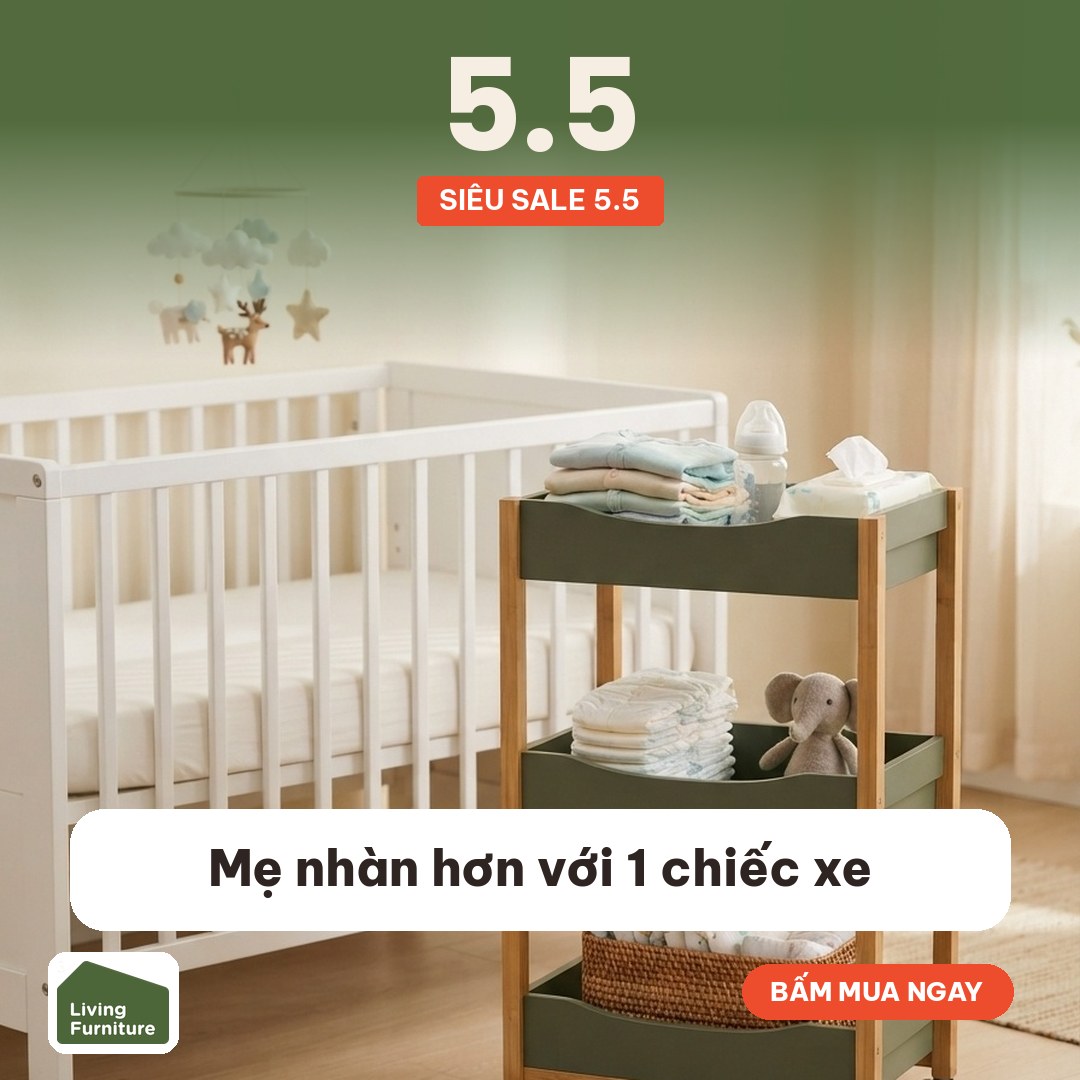 5.5
SIÊU SALE 5.5
Mẹ nhàn hơn với 1 chiếc xe
Living
Furniture
BẤM MUA NGAY